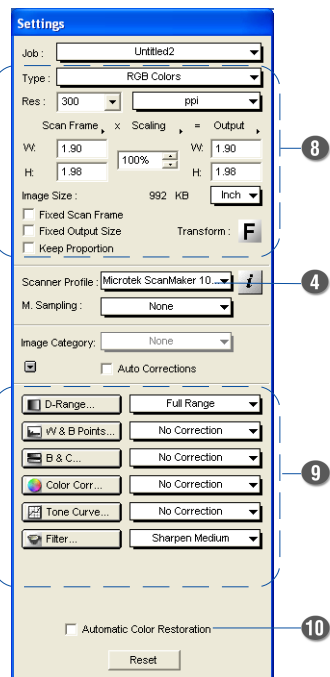 Settings
Job : Untitled2
Type : RGB Colors
Res : 300 ppi
Scan Frame x Scaling = Output
W: 1.90 100% W: 1.90
H: 1.98 H: 1.98
Image Size : 992 KB Inch
Fixed Scan Frame
Fixed Output Size Transform : F
Keep Proportion
8
Scanner Profile : Microtek ScanMaker 10... i
4
M. Sampling : None
Image Category: None
Auto Corrections
D-Range... Full Range
W & B Points... No Correction
B & C... No Correction
9
Color Corr... No Correction
Tone Curve... No Correction
Filter... Sharpen Medium
Automatic Color Restoration
10
Reset